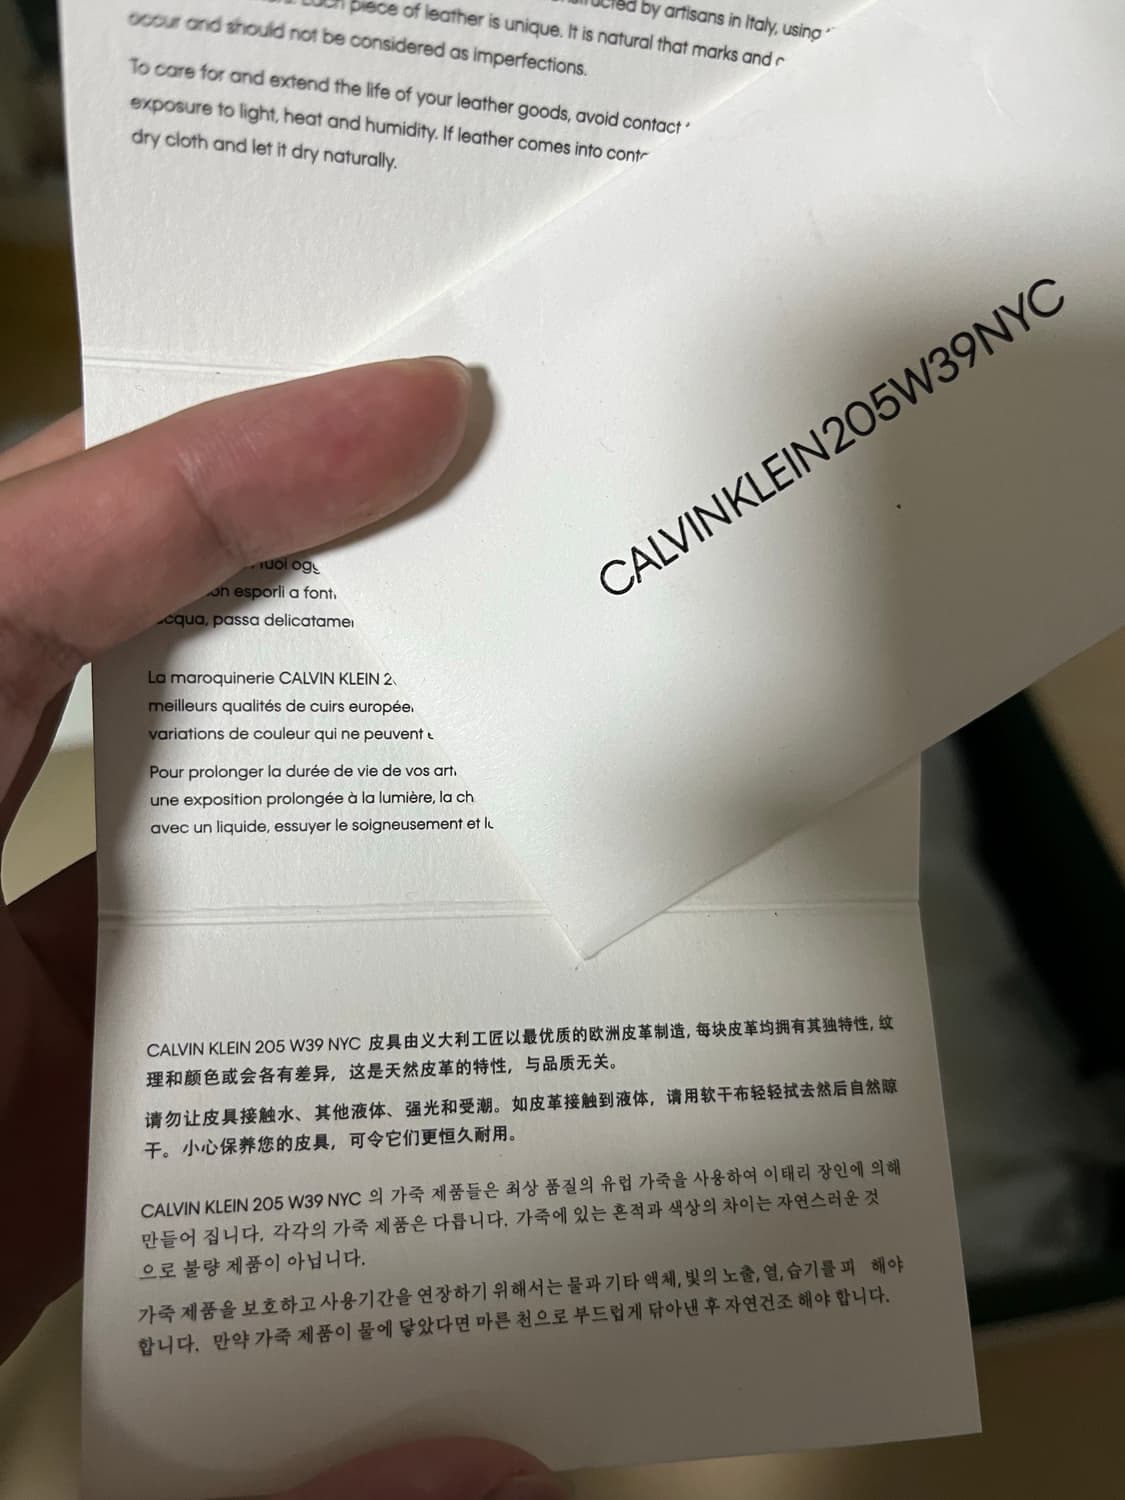 by artisans in Italy, using
piece of leather is unique. It is natural that marks and
occur and should not be considered as imperfections.
To care for and extend the life of your leather goods, avoid contact
exposure to light, heat and humidity. If leather comes into
dry cloth and let it dry naturally.
CALVINKLEIN205W39NYC
esporli a
passa
La maroquinerie CALVIN KLEIN
meilleurs qualités de cuirs
variations de couleur qui ne peuvent
Pour prolonger la durée de vie de vos
une exposition prolongée à la lumière, la
avec un liquide, essuyer le soigneusement et
CALVIN KLEIN 205 W39 NYC 皮具由义大利工匠以最优质的欧洲皮革制造, 每块皮革均拥有其独特性, 纹
理和颜色或会各有差异，这是天然皮革的特性，与品质无关。
请勿让皮具接触水、其他液体、强光和受潮。如皮革接触到液体，请用软干布轻轻拭去然后自然晾
干。小心保养您的皮具，可令它们更恒久耐用。
CALVIN KLEIN 205 W39 NYC 의 가죽 제품들은 최상 품질의 유럽 가죽을 사용하여 이태리 장인에 의해
만들어 집니다. 각각의 가죽 제품은 다릅니다. 가죽에 있는 흔적과 색상의 차이는 자연스러운 것
으로 불량 제품이 아닙니다.
가죽 제품을 보호하고 사용기간을 연장하기 위해서는 물과 기타 액체, 빛의 노출, 열, 습기를 피 해야
합니다. 만약 가죽 제품이 물에 닿았다면 마른 천으로 부드럽게 닦아낸 후 자연건조 해야 합니다.